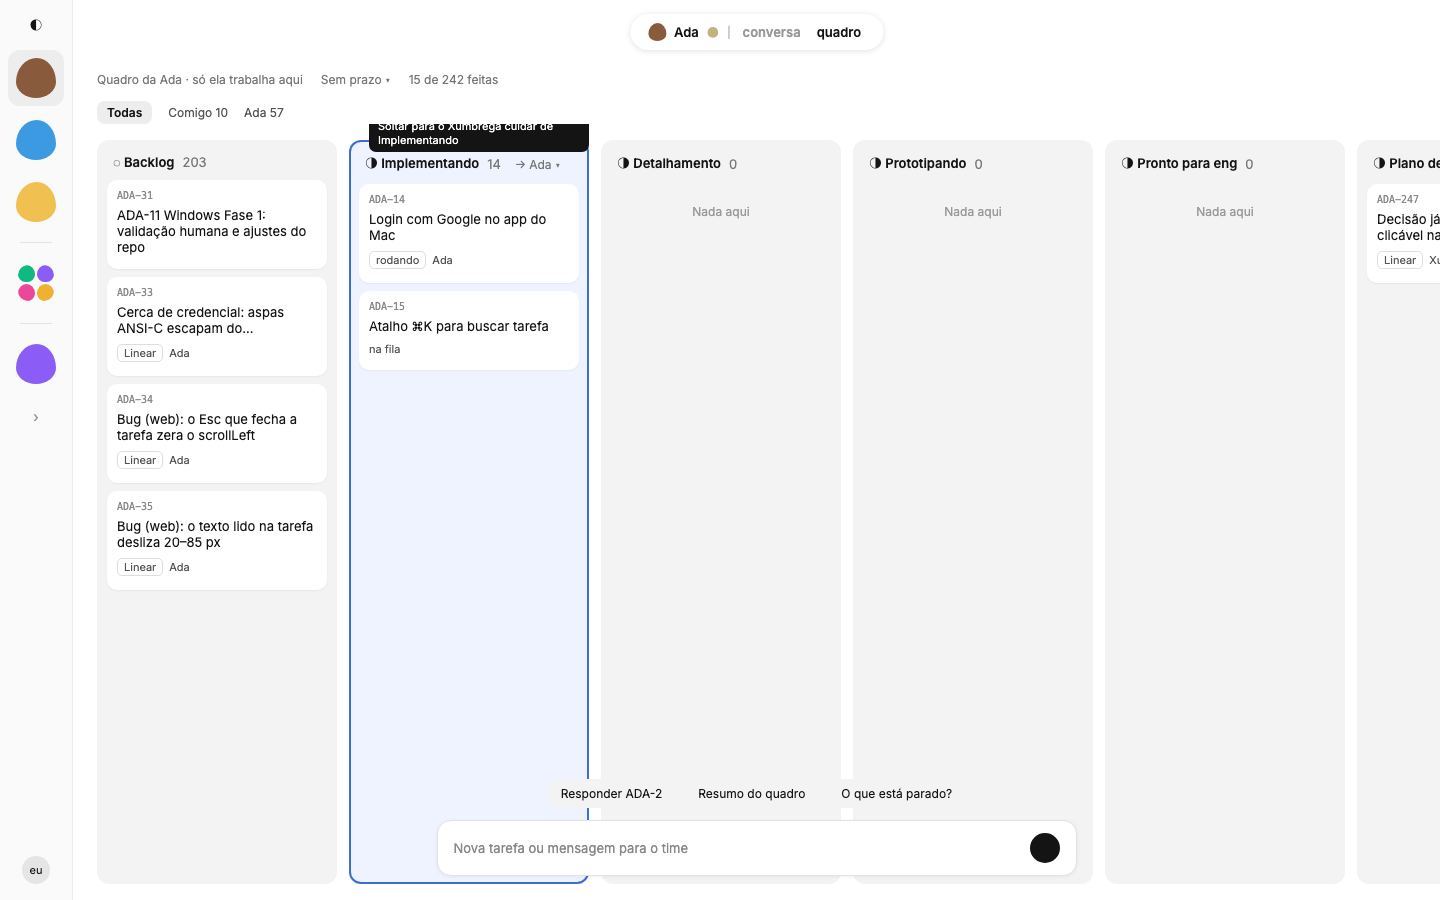 Ada
conversa
quadro
Quadro da Ada · só ela trabalha aqui
Sem prazo
15 de 242 feitas
Todas
Comigo 10
Ada 57
Soltar para o Xumbrega cuidar de
Implementando
Backlog 203
ADA-31
ADA-11 Windows Fase 1:
validação humana e ajustes do
repo
ADA-33
Cerca de credencial: aspas
ANSI-C escapam do…
Linear Ada
ADA-34
Bug (web): o Esc que fecha a
tarefa zera o scrollLeft
Linear Ada
ADA-35
Bug (web): o texto lido na tarefa
desliza 20–85 px
Linear Ada
Implementando 14 → Ada
ADA-14
Login com Google no app do
Mac
rodando Ada
ADA-15
Atalho ⌘K para buscar tarefa
na fila
Detalhamento 0
Nada aqui
Prototipando 0
Nada aqui
Pronto para eng 0
Nada aqui
Plano de
ADA-247
Decisão já
clicável na
Linear Xu
Responder ADA-2
Resumo do quadro
O que está parado?
Nova tarefa ou mensagem para o time
eu